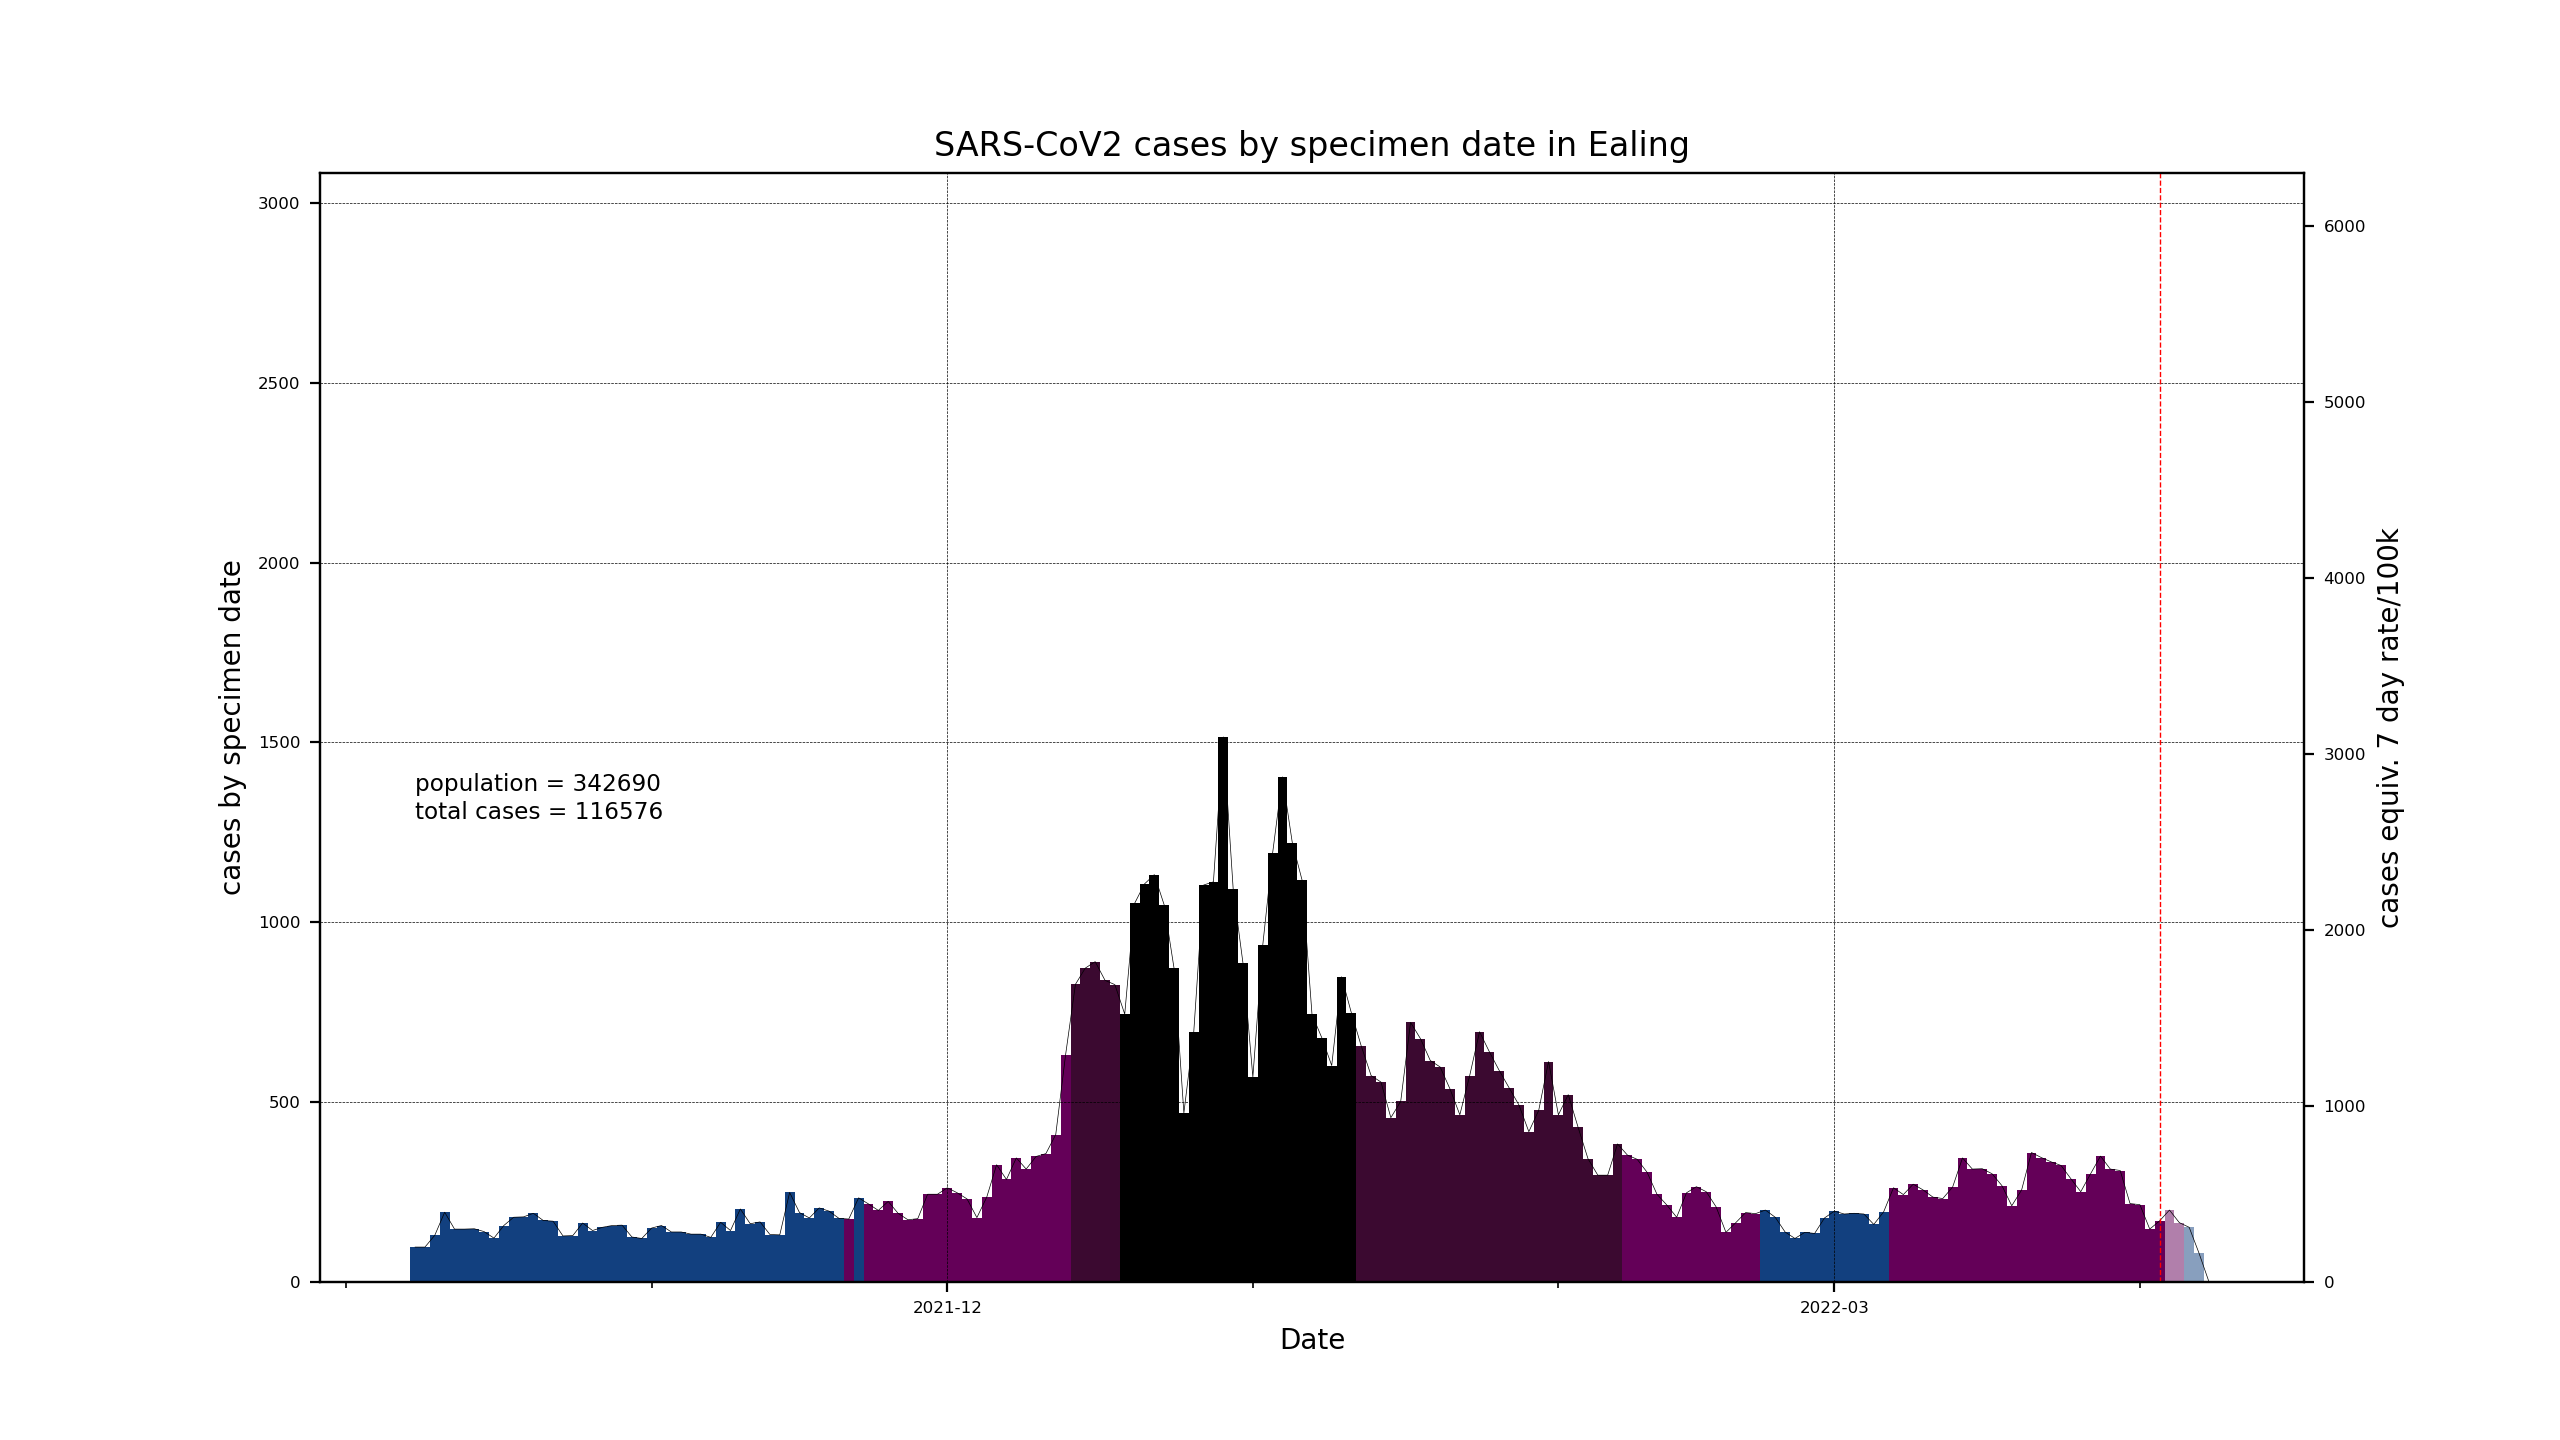 SARS-CoV2 cases by specimen date in Ealing
cases by specimen date
3000
2500
2000
1500
1000
500
0
population = 342690
total cases = 116576
6000
5000
4000
3000
2000
1000
0
cases equiv. 7 day rate/100k
2021-12
2022-03
Date